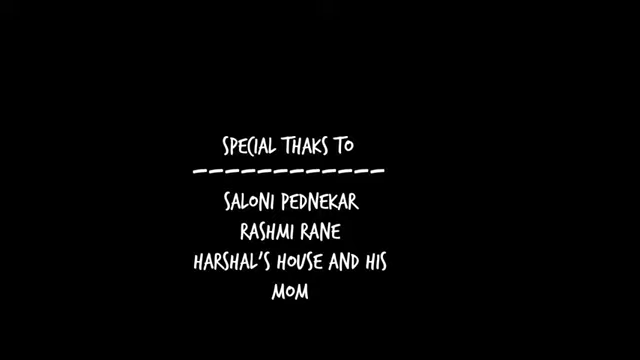 SPECIAL THAKS TO
-------------
SALONI PEDNEKAR
RASHMI RANE
HARSHAL'S HOUSE AND HIS
MOM